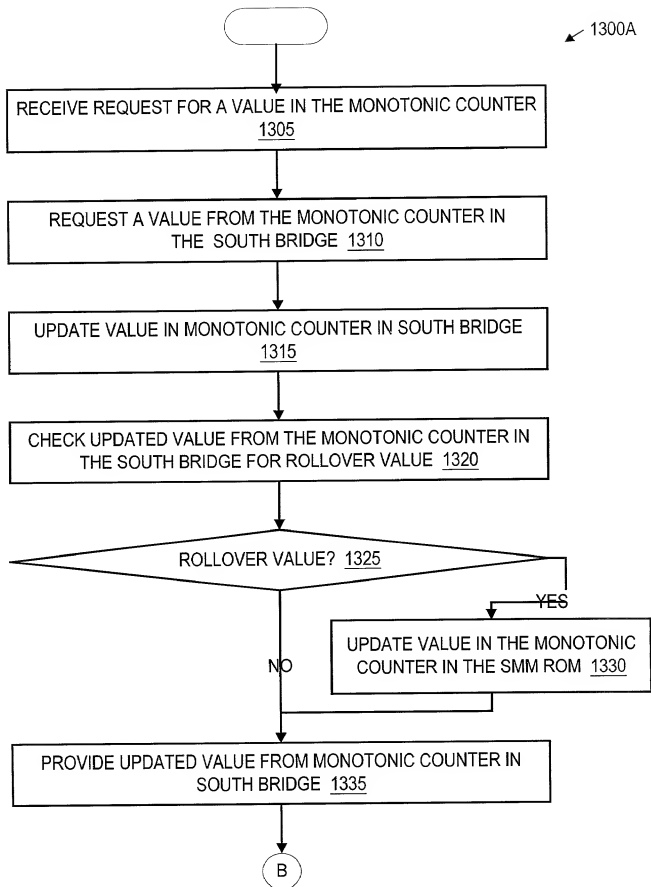 1300A
RECEIVE REQUEST FOR A VALUE IN THE MONOTONIC COUNTER
1305
REQUEST A VALUE FROM THE MONOTONIC COUNTER IN
THE SOUTH BRIDGE 1310
UPDATE VALUE IN MONOTONIC COUNTER IN SOUTH BRIDGE
1315
CHECK UPDATED VALUE FROM THE MONOTONIC COUNTER IN
THE SOUTH BRIDGE FOR ROLLOVER VALUE 1320
ROLLOVER VALUE? 1325
YES
UPDATE VALUE IN THE MONOTONIC
COUNTER IN THE SMM ROM 1330
NO
PROVIDE UPDATED VALUE FROM MONOTONIC COUNTER IN
SOUTH BRIDGE 1335
B